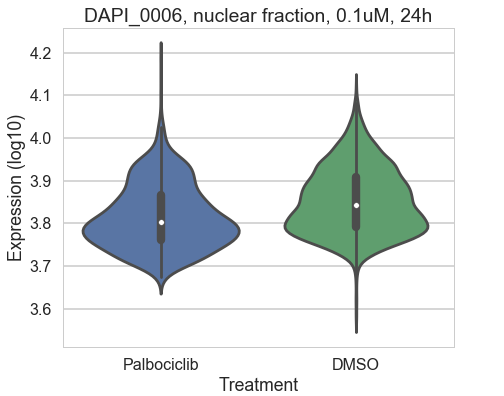 DAPI_0006, nuclear fraction, 0.1uM, 24h
Expression (log10)
4.2
4.1
4.0
3.9
3.8
3.7
3.6
Palbociclib
DMSO
Treatment